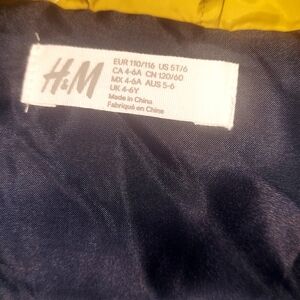 H&M
EUR 110/116 US 5T/6
CA 4-6A CN 120/60
MX 4-6A AUS 5-6
UK 4-6Y
Made in China
Fabriqué en Chine